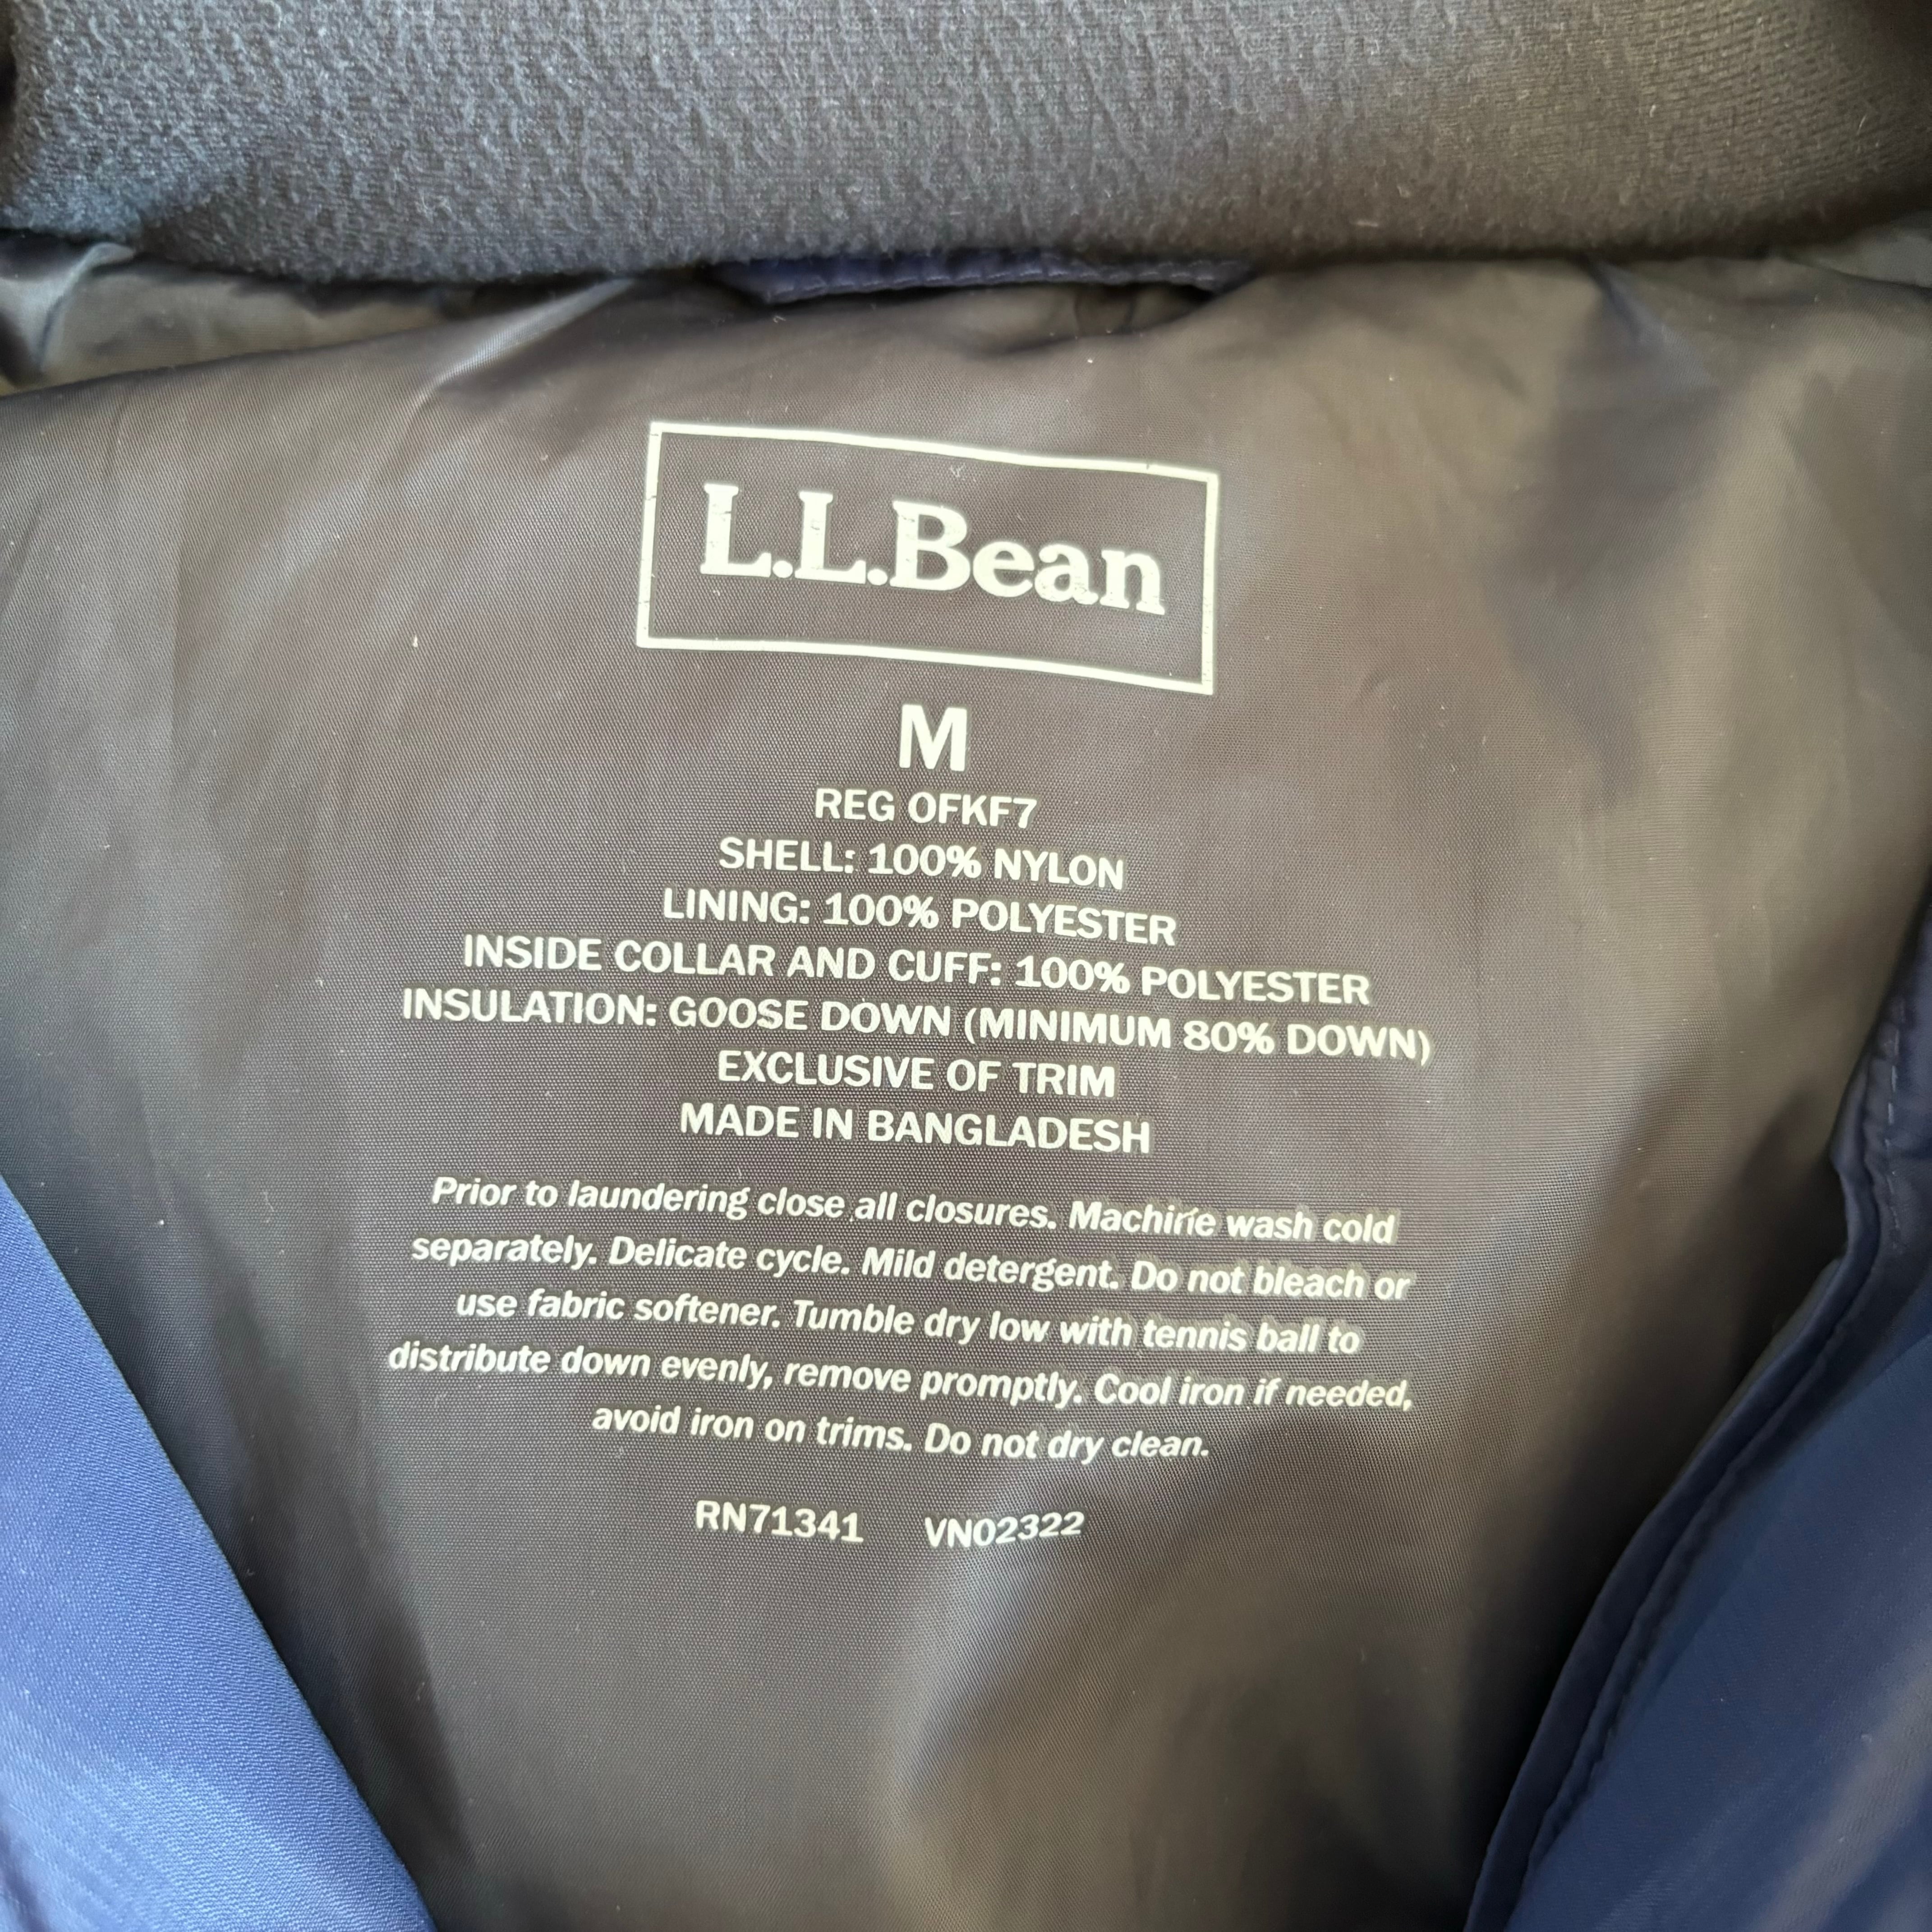 L.L.Bean
M
REG OFKF7
SHELL: 100% NYLON
LINING: 100% POLYESTER
INSIDE COLLAR AND CUFF: 100% POLYESTER
INSULATION: GOOSE DOWN (MINIMUM 80% DOWN)
EXCLUSIVE OF TRIM
MADE IN BANGLADESH
Prior to laundering close all closures. Machine wash cold
separately. Delicate cycle. Mild detergent. Do not bleach or
use fabric softener. Tumble dry low with tennis ball to
distribute down evenly, remove promptly. Cool iron if needed,
avoid iron on trims. Do not dry clean.
RN71341 VN02322